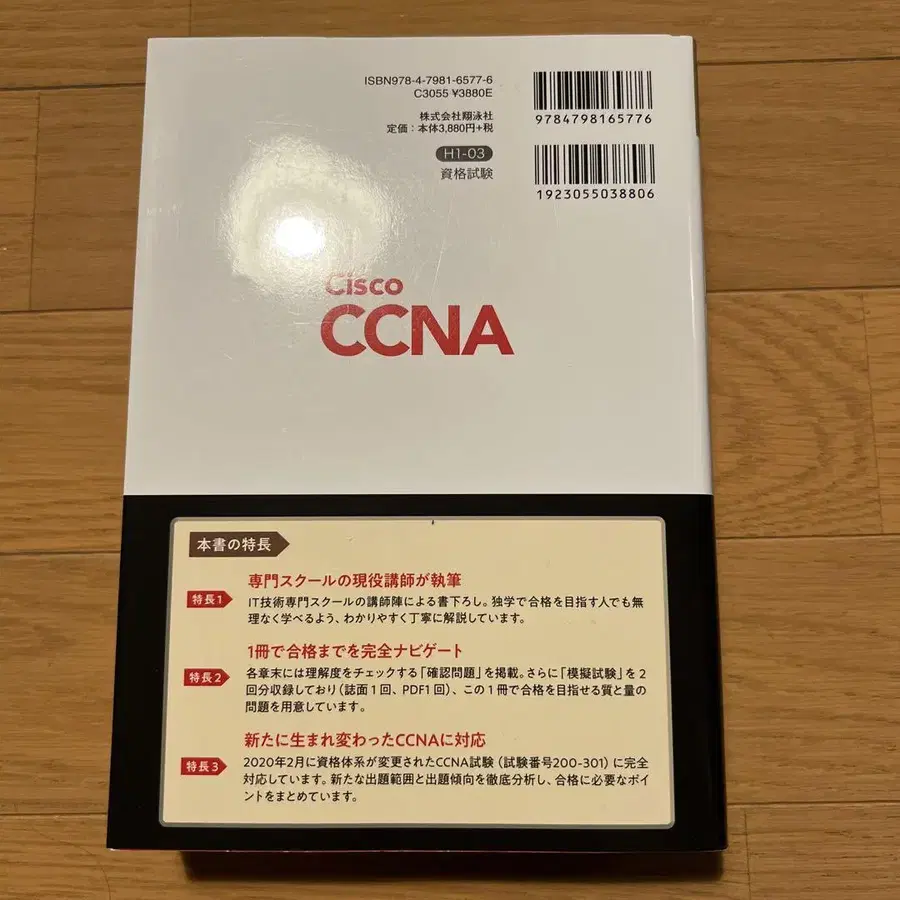 ISBN978-4-7981-6577-6
C3055 ¥3880E
株式会社翔泳社
定価：本体3,880円+税
H1-03
資格試験
9784798165776
1923055038806
Cisco
CCNA
本書の特長
特長1
専門スクールの現役講師が執筆
IT技術専門スクールの講師陣による書下ろし。独学で合格を目指す人でも無
理なく学べるよう、わかりやすく丁寧に解説しています。
特長2
1冊で合格までを完全ナビゲート
各章末には理解度をチェックする「確認問題」を掲載。さらに「模擬試験」を2
回分収録しており（誌面1回、PDF1回）、この1冊で合格を目指せる質と量の
問題を用意しています。
特長3
新たに生まれ変わったCCNAに対応
2020年2月に資格体系が変更されたCCNA試験（試験番号200-301）に完全
対応しています。新たな出題範囲と出題傾向を徹底分析し、合格に必要なポイ
ントをまとめています。